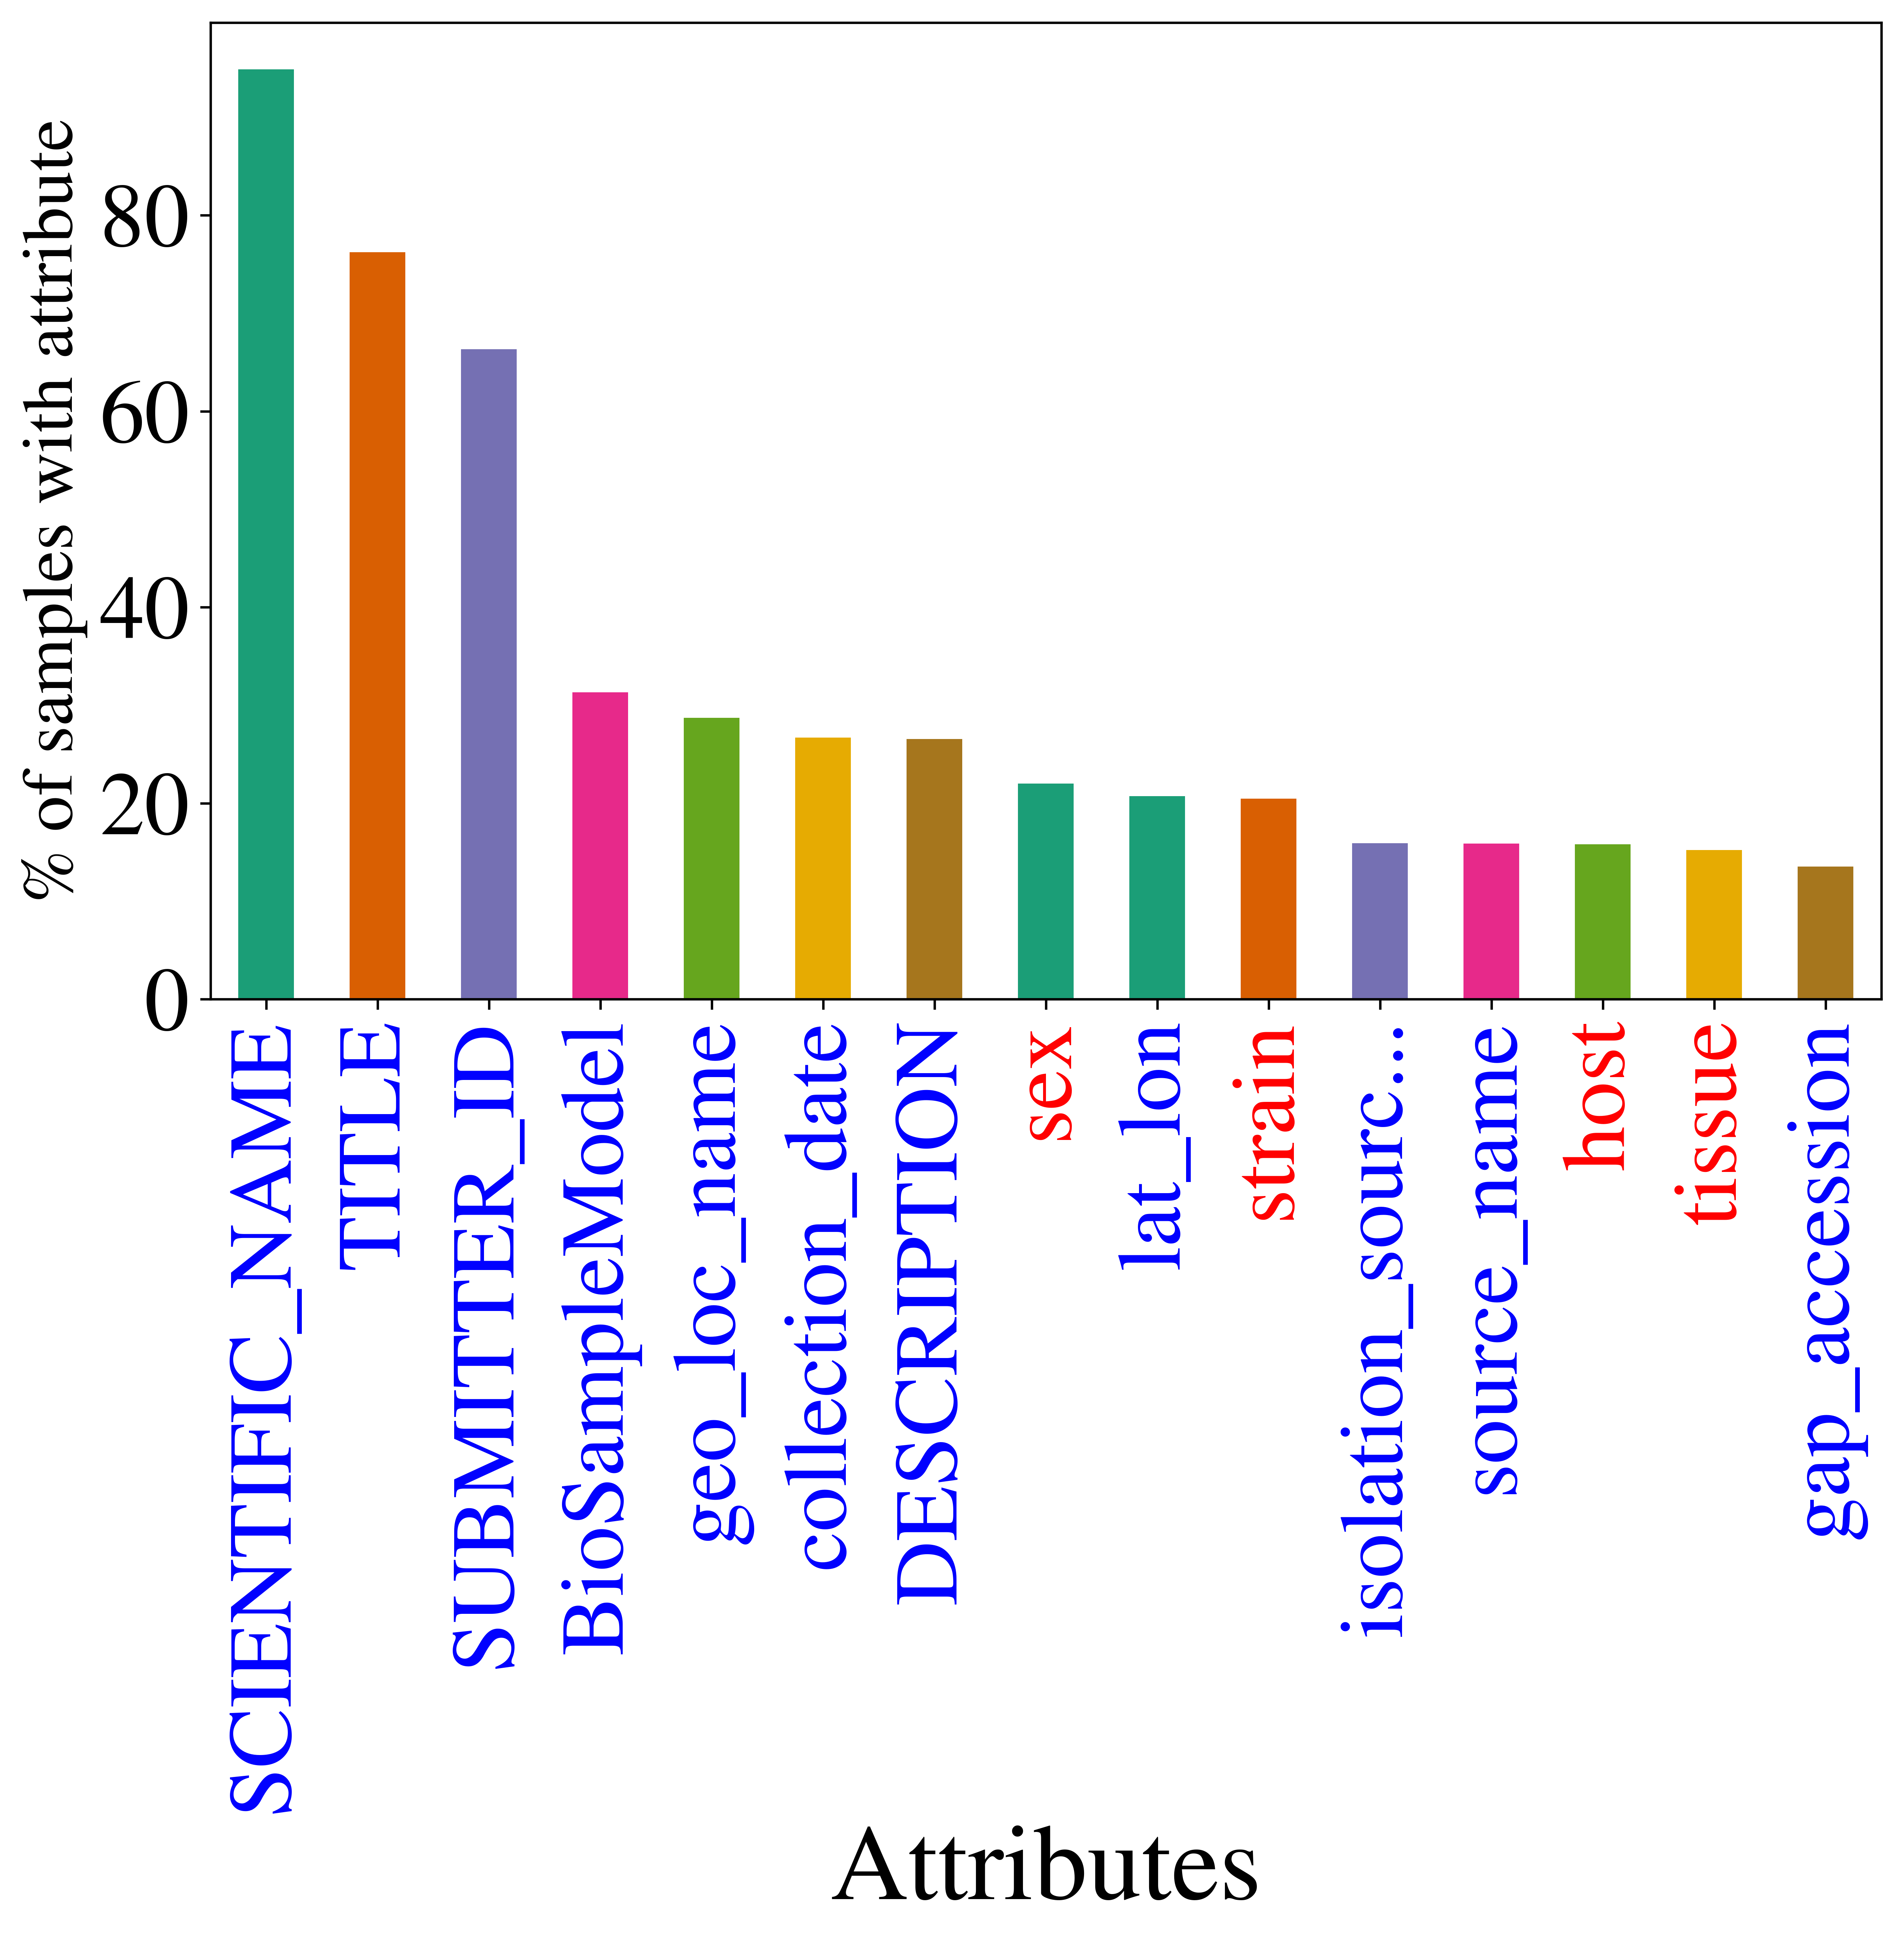 % of samples with attribute
80
60
40
20
0
SCIENTIFIC_NAME
TITLE
SUBMITTER_ID
BioSampleModel
geo_loc_name
collection_date
DESCRIPTION
sex
lat_lon
strain
isolation_sourc...
source_name
host
tissue
gap_accession
Attributes